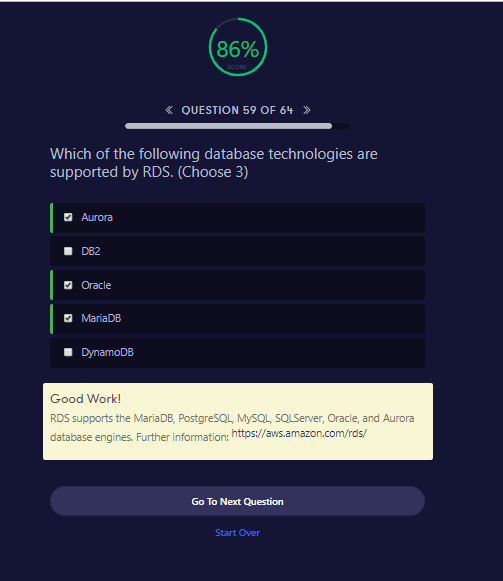 86%
SCORE
« QUESTION 59 OF 64 »
Which of the following database technologies are
supported by RDS. (Choose 3)
Aurora
DB2
Oracle
MariaDB
DynamoDB
Good Work!
RDS supports the MariaDB, PostgreSQL, MySQL, SQLServer, Oracle, and Aurora
database engines. Further information: https://aws.amazon.com/rds/
Go To Next Question
Start Over